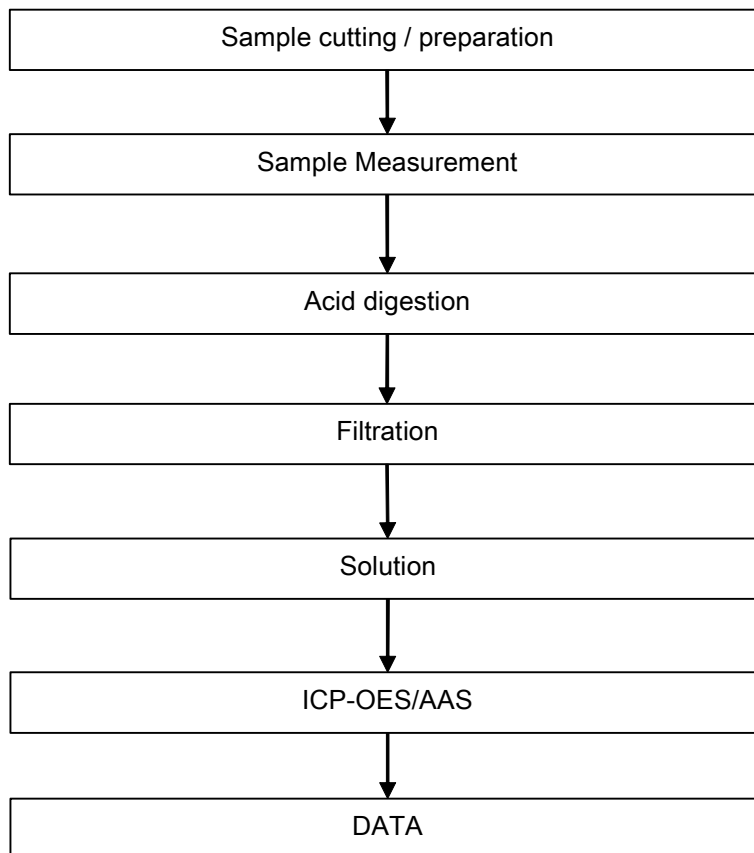 Sample cutting / preparation
Sample Measurement
Acid digestion
Filtration
Solution
ICP-OES/AAS
DATA